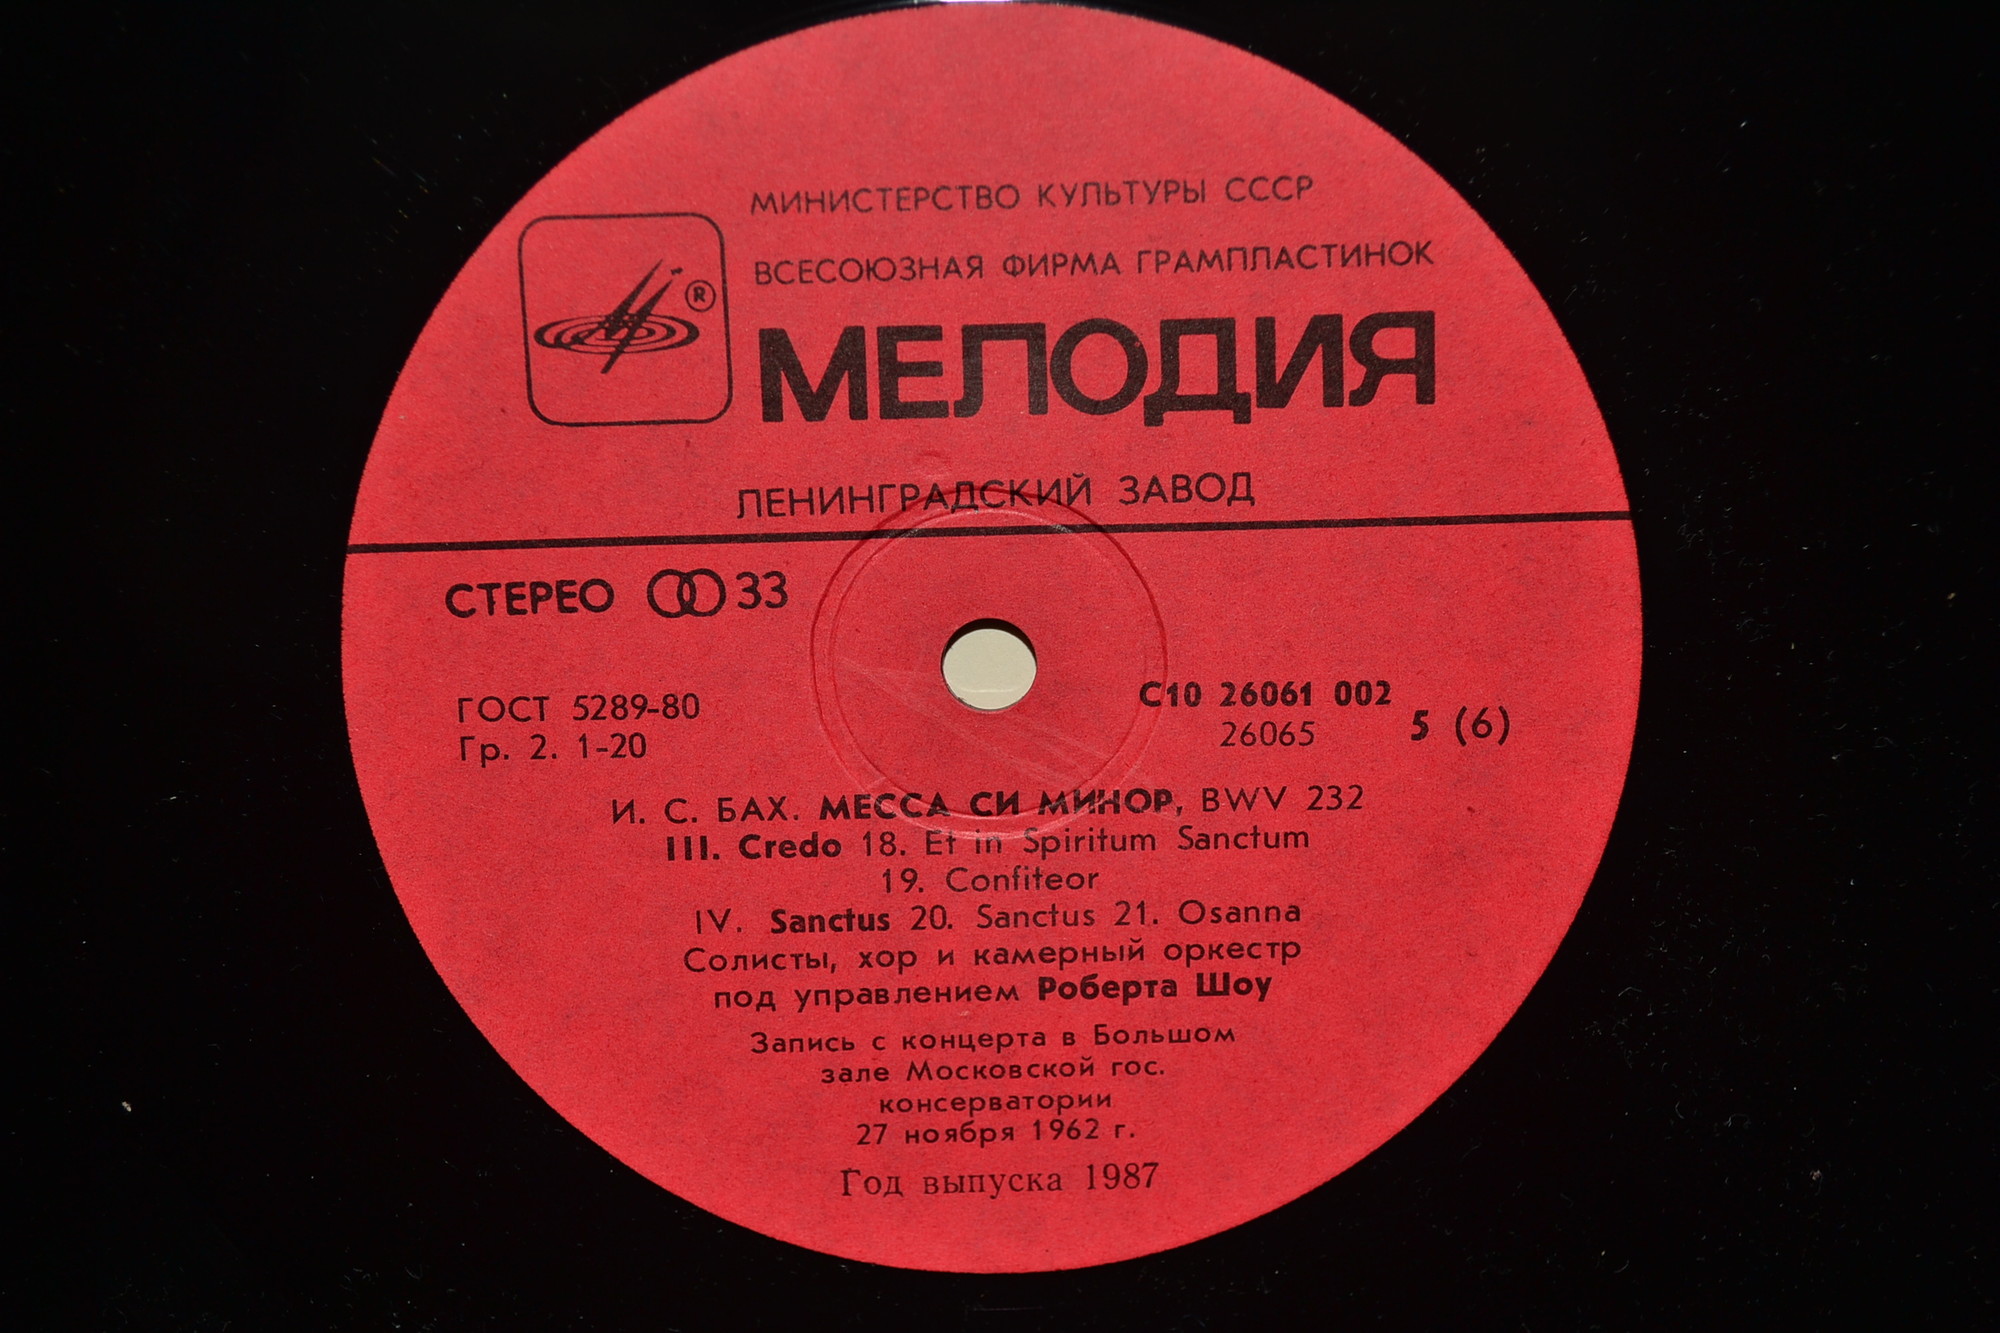 МИНИСТЕРСТВО КУЛЬТУРЫ СССР
ВСЕСОЮЗНАЯ ФИРМА ГРАМПЛАСТИНОК
®
МЕЛОДИЯ
ЛЕНИНГРАДСКИЙ ЗАВОД
СТЕРЕО 33
ГОСТ 5289-80
Гр. 2. 1-20
С10 26061 002
26065
5 (6)
И. С. БАХ. МЕССА СИ МИНОР, BWV 232
III. Credo 18. Et in Spiritum Sanctum
19. Confiteor
IV. Sanctus 20. Sanctus 21. Osanna
Солисты, хор и камерный оркестр
под управлением Роберта Шоу
Запись с концерта в Большом
зале Московской гос.
консерватории
27 ноября 1962 г.
Год выпуска 1987